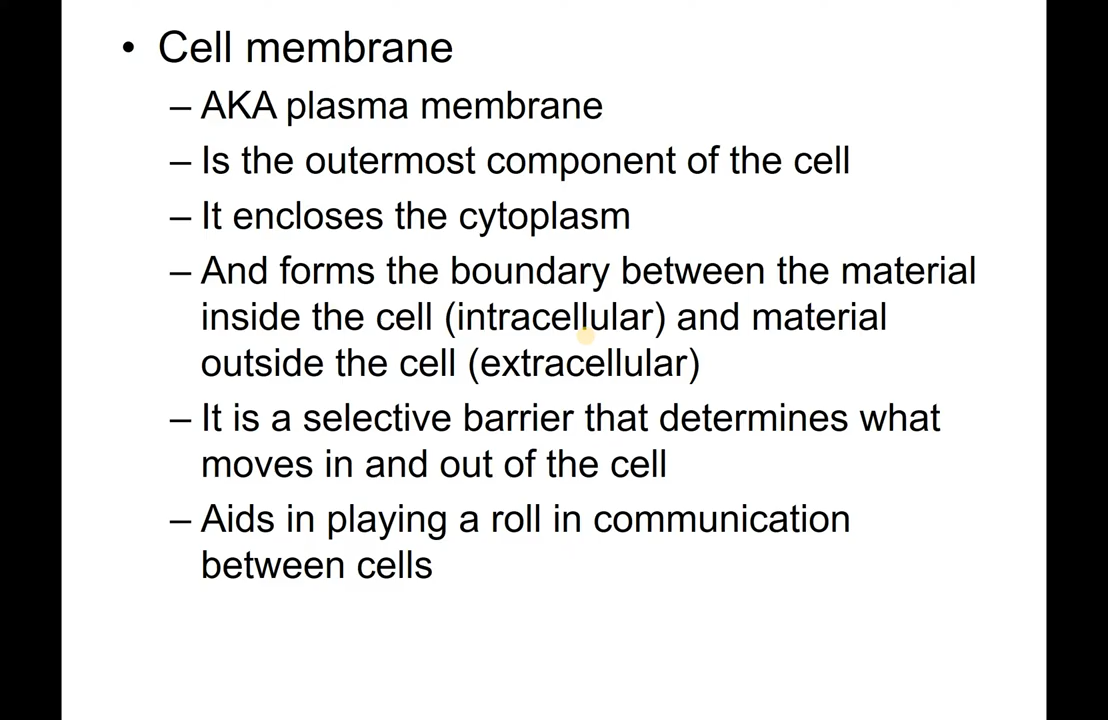 • Cell membrane
– AKA plasma membrane
– Is the outermost component of the cell
– It encloses the cytoplasm
– And forms the boundary between the material
inside the cell (intracellular) and material
outside the cell (extracellular)
– It is a selective barrier that determines what
moves in and out of the cell
– Aids in playing a roll in communication
between cells